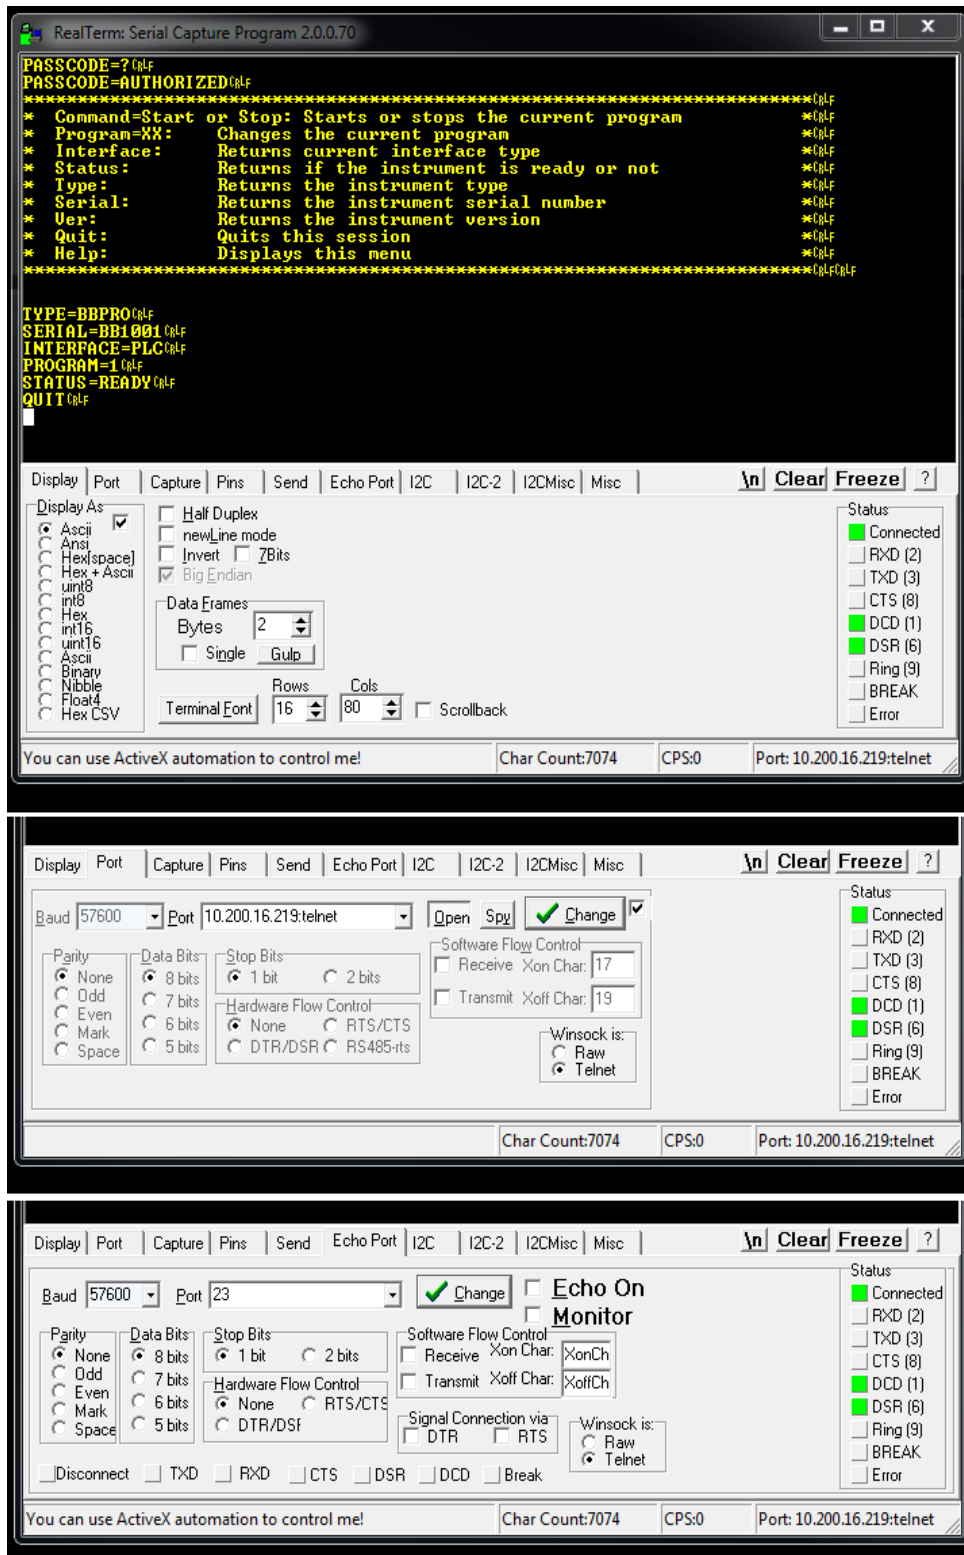 RealTerm: Serial Capture Program 2.0.0.70
PASSCODE=?CRLF
PASSCODE=AUTHORIZEDCRLF
*************************************************************************CRLF
* Command=Start or Stop: Starts or stops the current program *CRLF
* Program=XX: Changes the current program *CRLF
* Interface: Returns current interface type *CRLF
* Status: Returns if the instrument is ready or not *CRLF
* Type: Returns the instrument type *CRLF
* Serial: Returns the instrument serial number *CRLF
* Ver: Returns the instrument version *CRLF
* Quit: Quits this session *CRLF
* Help: Displays this menu *CRLF
*************************************************************************CRLFCRLF
TYPE=BBPROCRLF
SERIAL=BB1001CRLF
INTERFACE=PLCCRLF
PROGRAM=1CRLF
STATUS=READYCRLF
QUITCRLF
Display Port Capture Pins Send Echo Port I2C I2C-2 I2CMisc Misc \n Clear Freeze ?
Display As
Ascii
Ansi
Hex[space]
Hex + Ascii
uint8
int8
Hex
int16
uint16
Ascii
Binary
Nibble
Float4
Hex CSV
Half Duplex
newLine mode
Invert 7Bits
Big Endian
Data Frames
Bytes 2
Single Gulp
Rows Cols
Terminal Font 16 80 Scrollback
Status
Connected
RXD (2)
TXD (3)
CTS (8)
DCD (1)
DSR (6)
Ring (9)
BREAK
Error
You can use ActiveX automation to control me! Char Count:7074 CPS:0 Port: 10.200.16.219:telnet
Display Port Capture Pins Send Echo Port I2C I2C-2 I2CMisc Misc \n Clear Freeze ?
Baud 57600 Port 10.200.16.219:telnet Open Spy Change
Parity
None
Odd
Even
Mark
Space
Data Bits
8 bits
7 bits
6 bits
5 bits
Stop Bits
1 bit 2 bits
Hardware Flow Control
None RTS/CTS
DTR/DSR RS485-rts
Software Flow Control
Receive Xon Char: 17
Transmit Xoff Char: 19
Winsock is:
Raw
Telnet
Status
Connected
RXD (2)
TXD (3)
CTS (8)
DCD (1)
DSR (6)
Ring (9)
BREAK
Error
Char Count:7074 CPS:0 Port: 10.200.16.219:telnet
Display Port Capture Pins Send Echo Port I2C I2C-2 I2CMisc Misc \n Clear Freeze ?
Baud 57600 Port 23 Change Echo On
Monitor
Parity
None
Odd
Even
Mark
Space
Data Bits
8 bits
7 bits
6 bits
5 bits
Stop Bits
1 bit 2 bits
Hardware Flow Control
None RTS/CTS
DTR/DSR
Software Flow Control
Receive Xon Char: XonCh
Transmit Xoff Char: XoffCh
Signal Connection via
DTR RTS
Winsock is:
Raw
Telnet
Disconnect TXD RXD CTS DSR DCD Break
Status
Connected
RXD (2)
TXD (3)
CTS (8)
DCD (1)
DSR (6)
Ring (9)
BREAK
Error
You can use ActiveX automation to control me! Char Count:7074 CPS:0 Port: 10.200.16.219:telnet